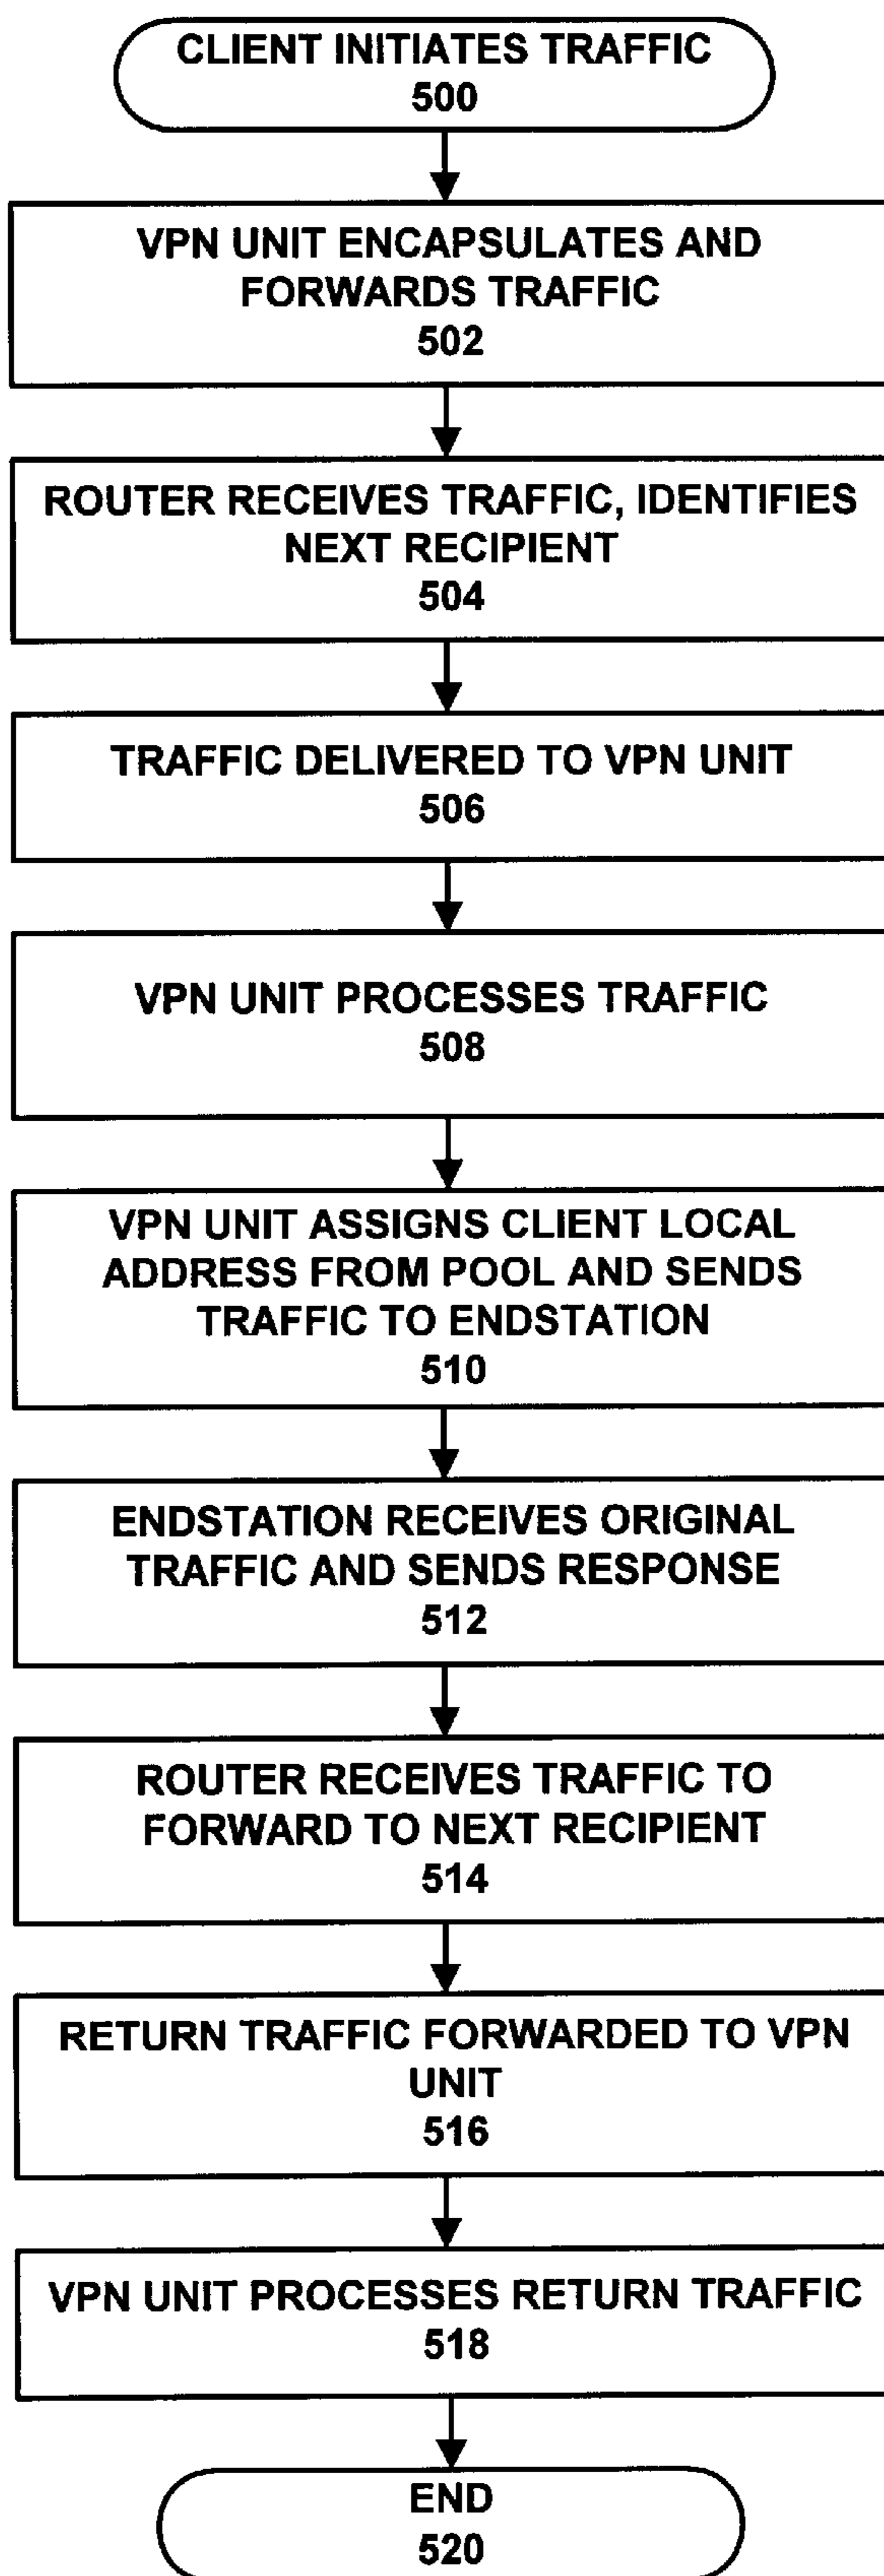 CLIENT INITIATES TRAFFIC
500
VPN UNIT ENCAPSULATES AND
FORWARDS TRAFFIC
502
ROUTER RECEIVES TRAFFIC, IDENTIFIES
NEXT RECIPIENT
504
TRAFFIC DELIVERED TO VPN UNIT
506
VPN UNIT PROCESSES TRAFFIC
508
VPN UNIT ASSIGNS CLIENT LOCAL
ADDRESS FROM POOL AND SENDS
TRAFFIC TO ENDSTATION
510
ENDSTATION RECEIVES ORIGINAL
TRAFFIC AND SENDS RESPONSE
512
ROUTER RECEIVES TRAFFIC TO
FORWARD TO NEXT RECIPIENT
514
RETURN TRAFFIC FORWARDED TO VPN
UNIT
516
VPN UNIT PROCESSES RETURN TRAFFIC
518
END
520